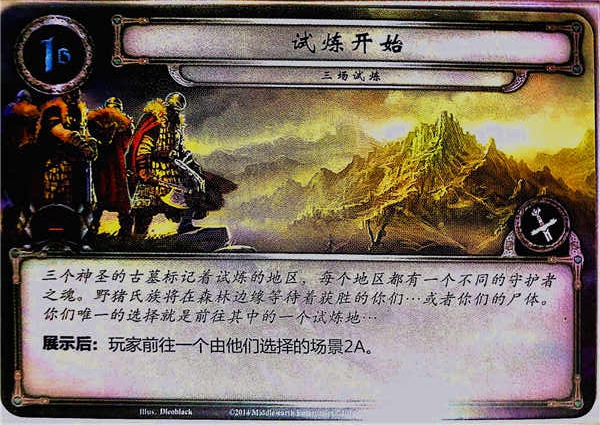 1B
试炼开始
三场试炼
三个神圣的古墓标记着试炼的地区，每个地区都有一个不同的守护者
之魂。野猪氏族将在森林边缘等待着获胜的你们…或者你们的尸体。
你们唯一的选择就是前往其中的一个试炼地…
展示后：玩家前往一个由他们选择的场景2A。
Illus. Dleoblack ©2014 Middle-earth Enterprises